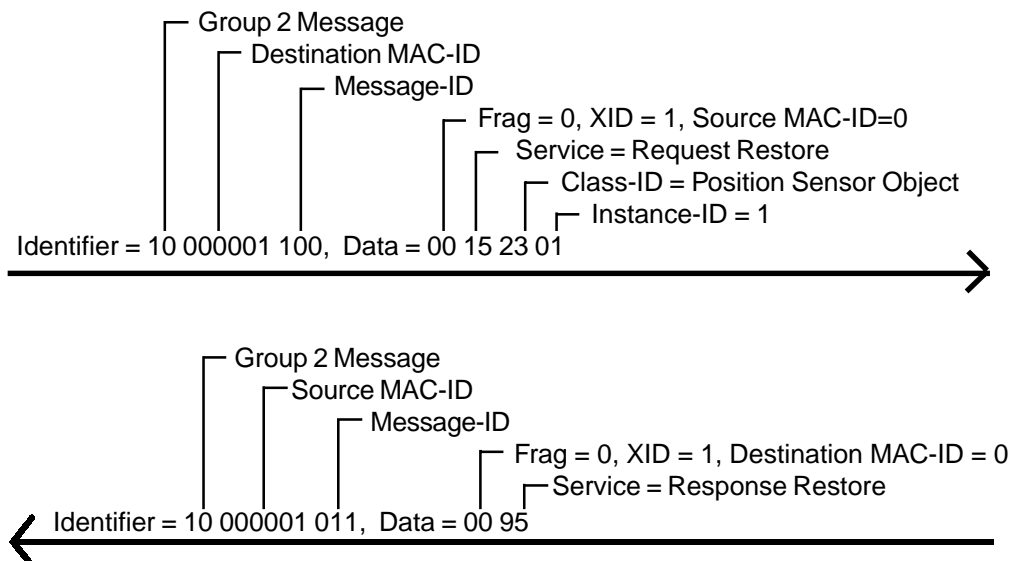 Group 2 Message
Destination MAC-ID
Message-ID
Frag = 0, XID = 1, Source MAC-ID=0
Service = Request Restore
Class-ID = Position Sensor Object
Instance-ID = 1
Identifier = 10 000001 100, Data = 00 15 23 01
Group 2 Message
Source MAC-ID
Message-ID
Frag = 0, XID = 1, Destination MAC-ID = 0
Service = Response Restore
Identifier = 10 000001 011, Data = 00 95